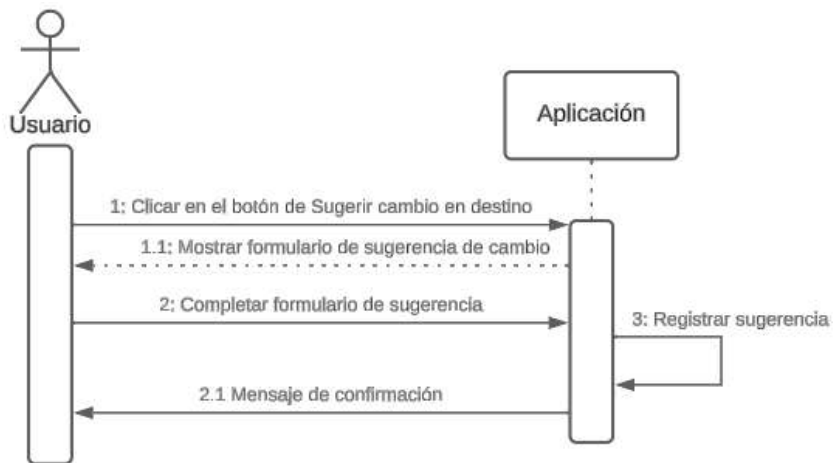 Usuario
Aplicación
1: Clicar en el botón de Sugerir cambio en destino
1.1: Mostrar formulario de sugerencia de cambio
2: Completar formulario de sugerencia
3: Registrar sugerencia
2.1 Mensaje de confirmación